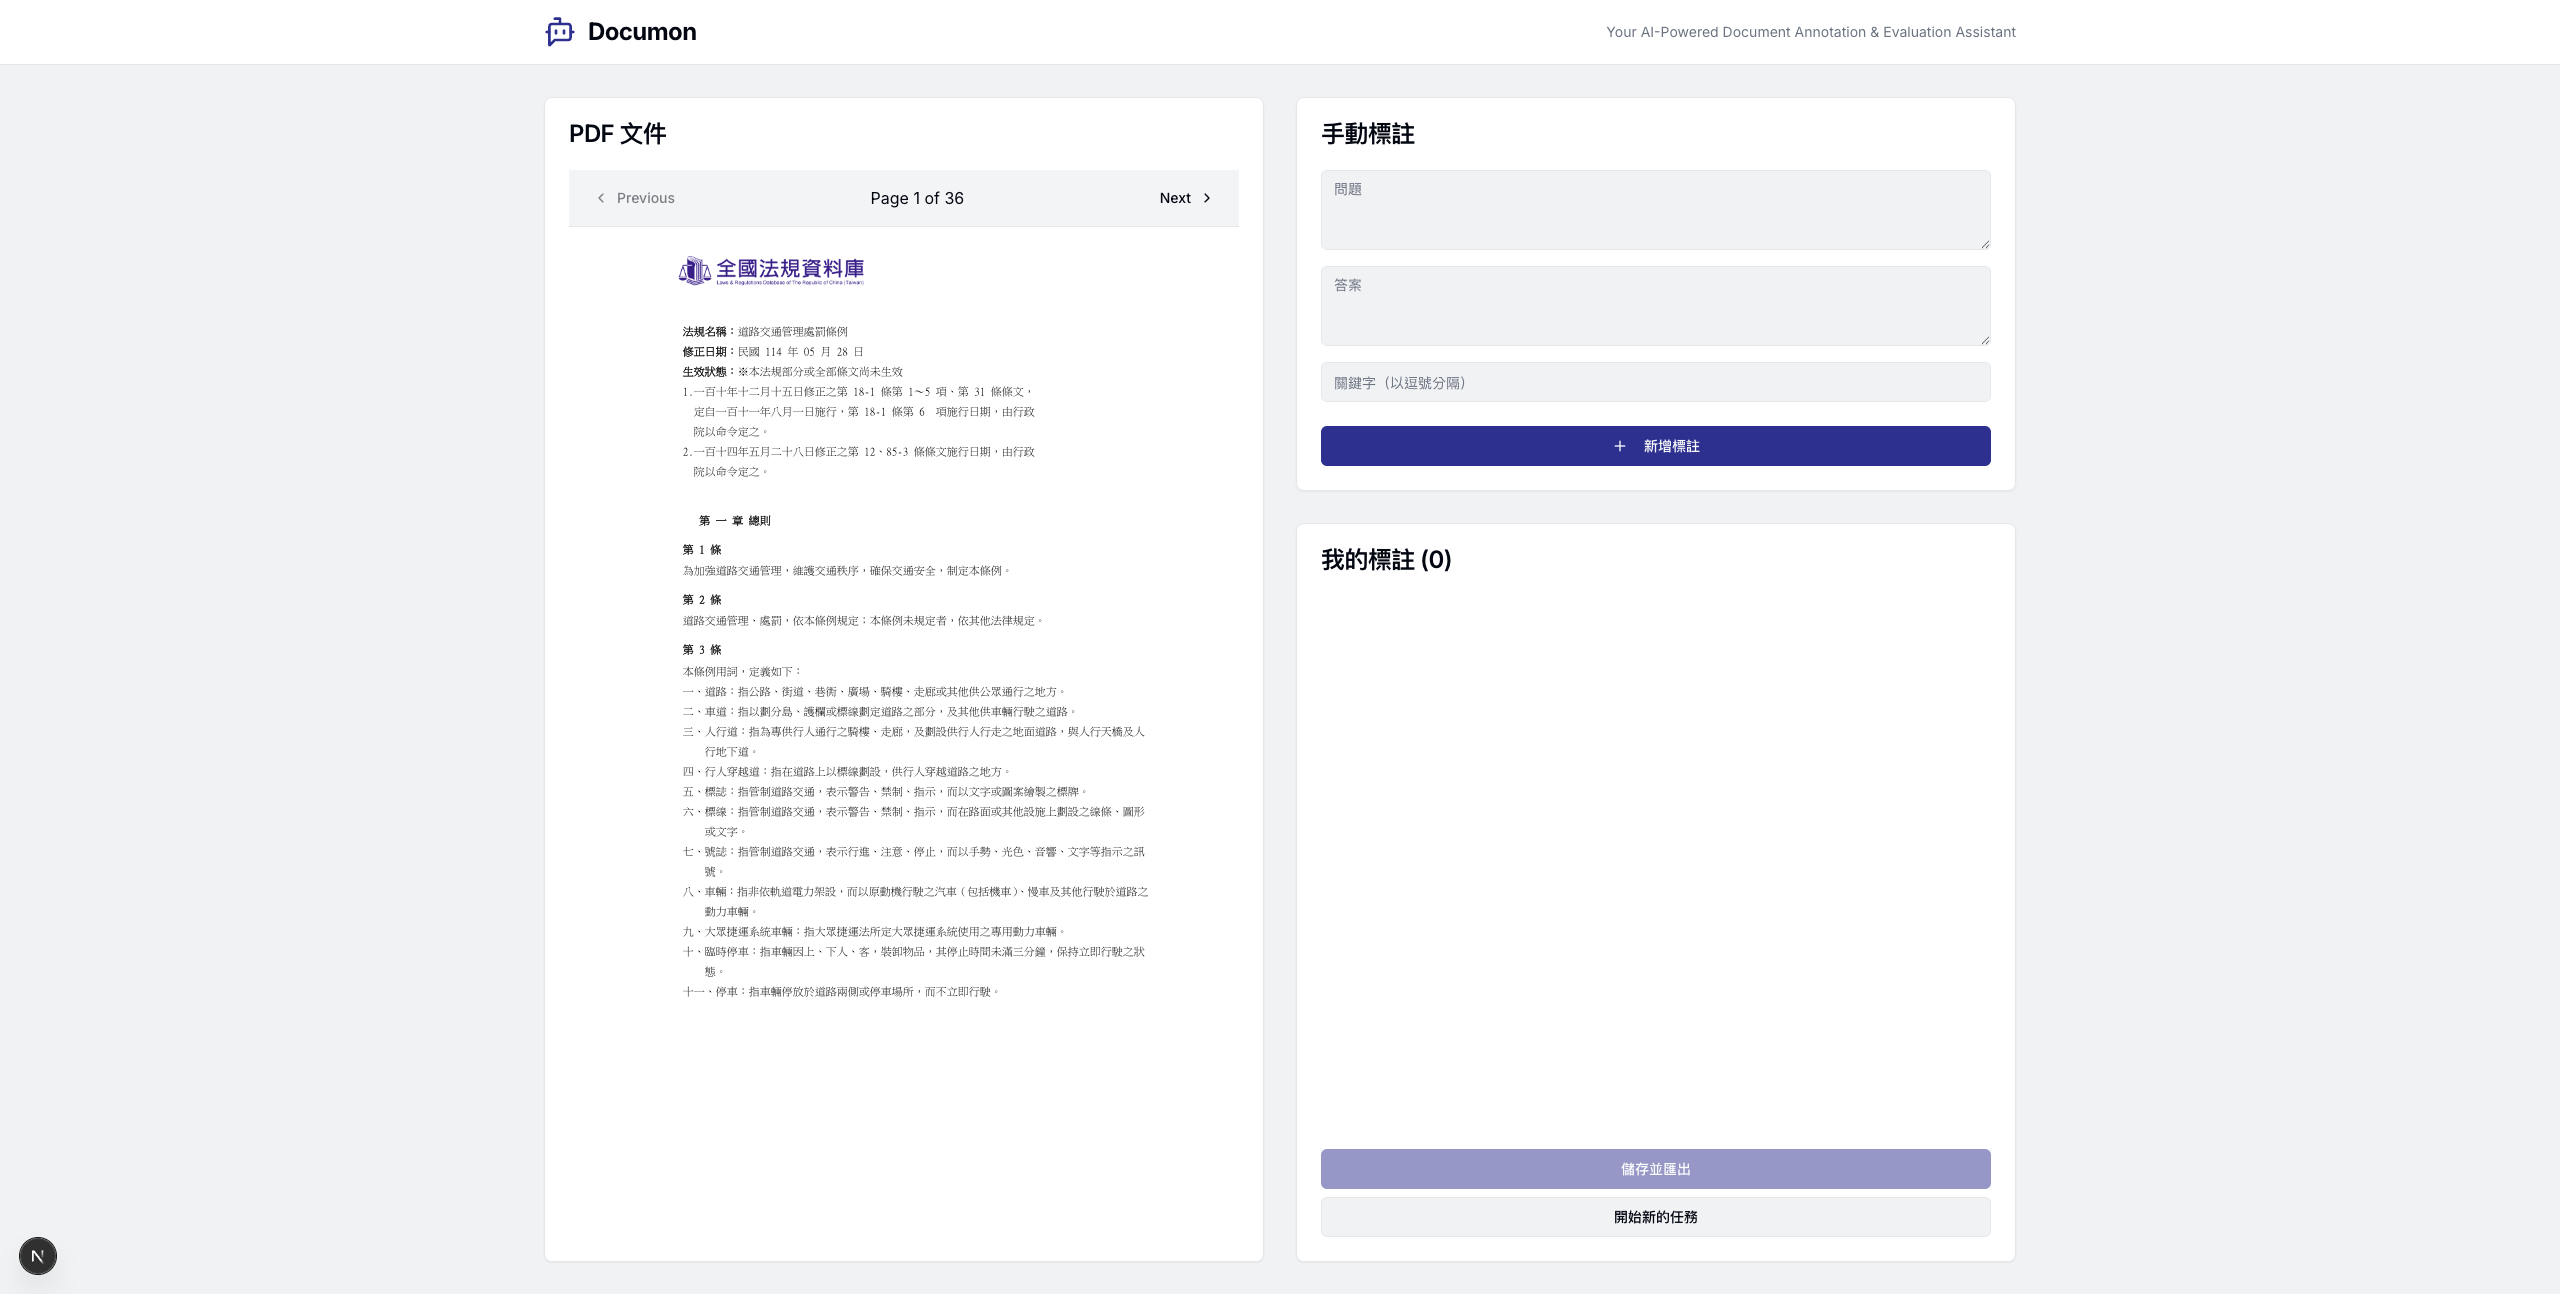 Documon
Your AI-Powered Document Annotation & Evaluation Assistant
PDF 文件
Previous
Page 1 of 36
Next
全國法規資料庫
Laws & Regulations Database of The Republic of China (Taiwan)
法規名稱：道路交通管理處罰條例
修正日期：民國 114 年 05 月 28 日
生效狀態：※本法規部分或全部條文尚未生效
1.一百十年十二月十五日修正之第 18-1 條第 1～5 項、第 31 條條文，
定自一百十一年八月一日施行，第 18-1 條第 6 項施行日期，由行政
院以命令定之。
2.一百十四年五月二十八日修正之第 12、85-3 條條文施行日期，由行政
院以命令定之。
第 一 章 總則
第 1 條
為加強道路交通管理，維護交通秩序，確保交通安全，制定本條例。
第 2 條
道路交通管理、處罰，依本條例規定；本條例未規定者，依其他法律規定。
第 3 條
本條例用詞，定義如下：
一、道路：指公路、街道、巷衖、廣場、騎樓、走廊或其他供公眾通行之地方。
二、車道：指以劃分島、護欄或標線劃定道路之部分，及其他供車輛行駛之道路。
三、人行道：指為專供行人通行之騎樓、走廊，及劃設供行人行走之地面道路，與人行天橋及人
行地下道。
四、行人穿越道：指在道路上以標線劃設，供行人穿越道路之地方。
五、標誌：指管制道路交通，表示警告、禁制、指示，而以文字或圖案繪製之標牌。
六、標線：指管制道路交通，表示警告、禁制、指示，而在路面或其他設施上劃設之線條、圖形
或文字。
七、號誌：指管制道路交通，表示行進、注意、停止，而以手勢、光色、音響、文字等指示之訊
號。
八、車輛：指非依軌道電力架設，而以原動機行駛之汽車（包括機車）、慢車及其他行駛於道路之
動力車輛。
九、大眾捷運系統車輛：指大眾捷運法所定大眾捷運系統使用之專用動力車輛。
十、臨時停車：指車輛因上、下人、客，裝卸物品，其停止時間未滿三分鐘，保持立即行駛之狀
態。
十一、停車：指車輛停放於道路兩側或停車場所，而不立即行駛。
手動標註
問題
答案
關鍵字（以逗號分隔）
新增標註
我的標註 (0)
儲存並匯出
開始新的任務
N